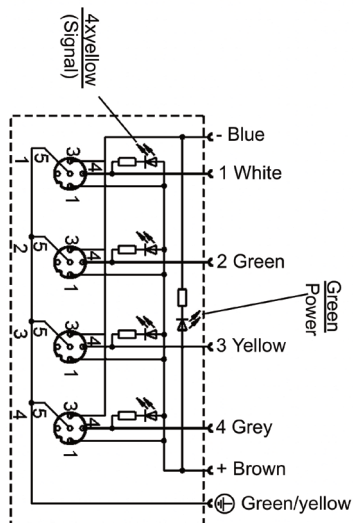 4xyellow
(Signal)
- Blue
1 White
2 Green
3 Yellow
4 Grey
+ Brown
Green/yellow
Green
Power
1
5
3
4
1
2
5
3
4
1
3
5
3
4
1
4
5
3
4
1